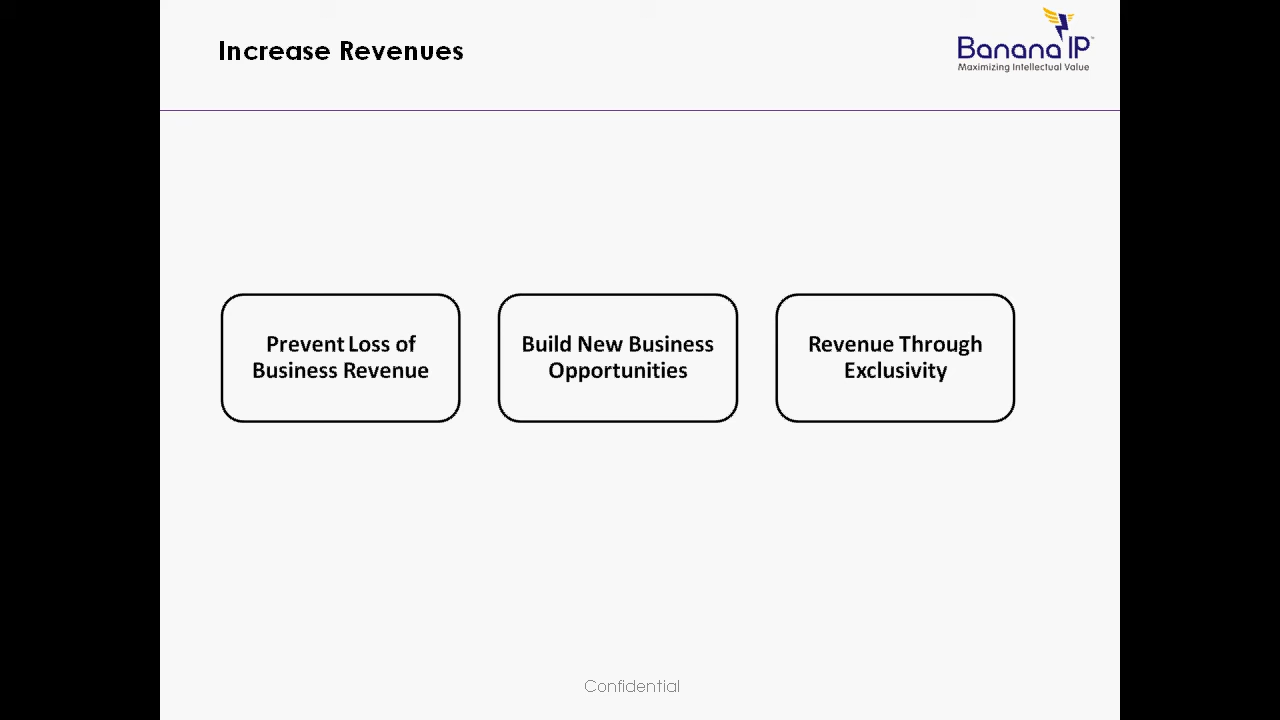 Increase Revenues
Banana IP™
Maximizing Intellectual Value
Prevent Loss of
Business Revenue
Build New Business
Opportunities
Revenue Through
Exclusivity
Confidential